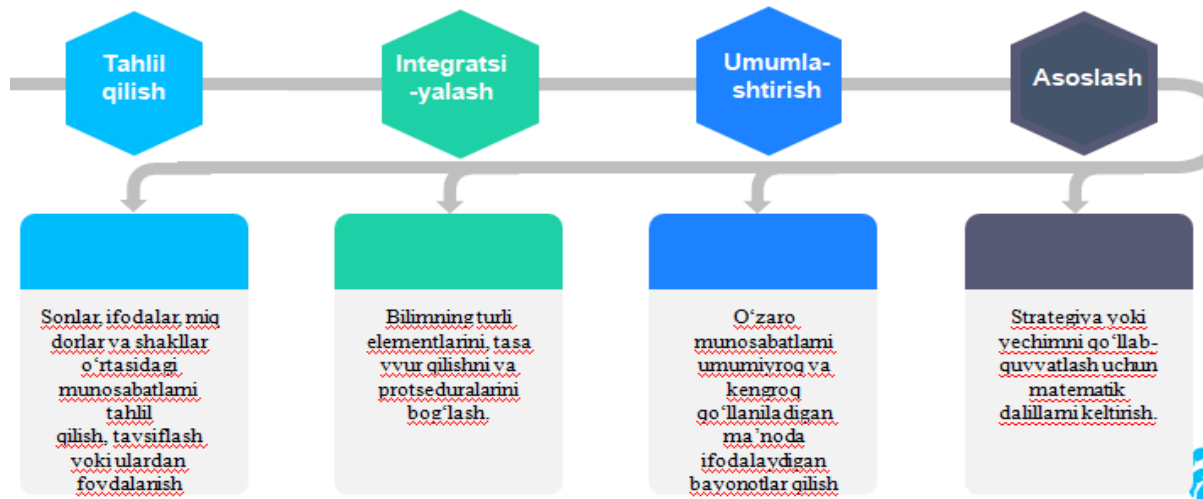 Tahlil
qilish
Integratsi
-yalash
Umumla-
shtirish
Asoslash
Sonlar, ifodalar, miq
dorlar va shakllar
o‘rtasidagi
munosabatlarni
tahlil
qilish, tavsiflash
yoki ulardan
foydalanish
Bilimning turli
elementlarini, tasa
vvur qilishni va
protseduralarini
bog‘lash.
O‘zaro
munosabatlarni
umumiyroq va
kengroq
qo‘llaniladigan
ma’noda
ifodalaydigan
bayonotlar qilish
Strategiya yoki
yechimni qo‘llab-
quvvatlash uchun
matematik
dalillarni keltirish.